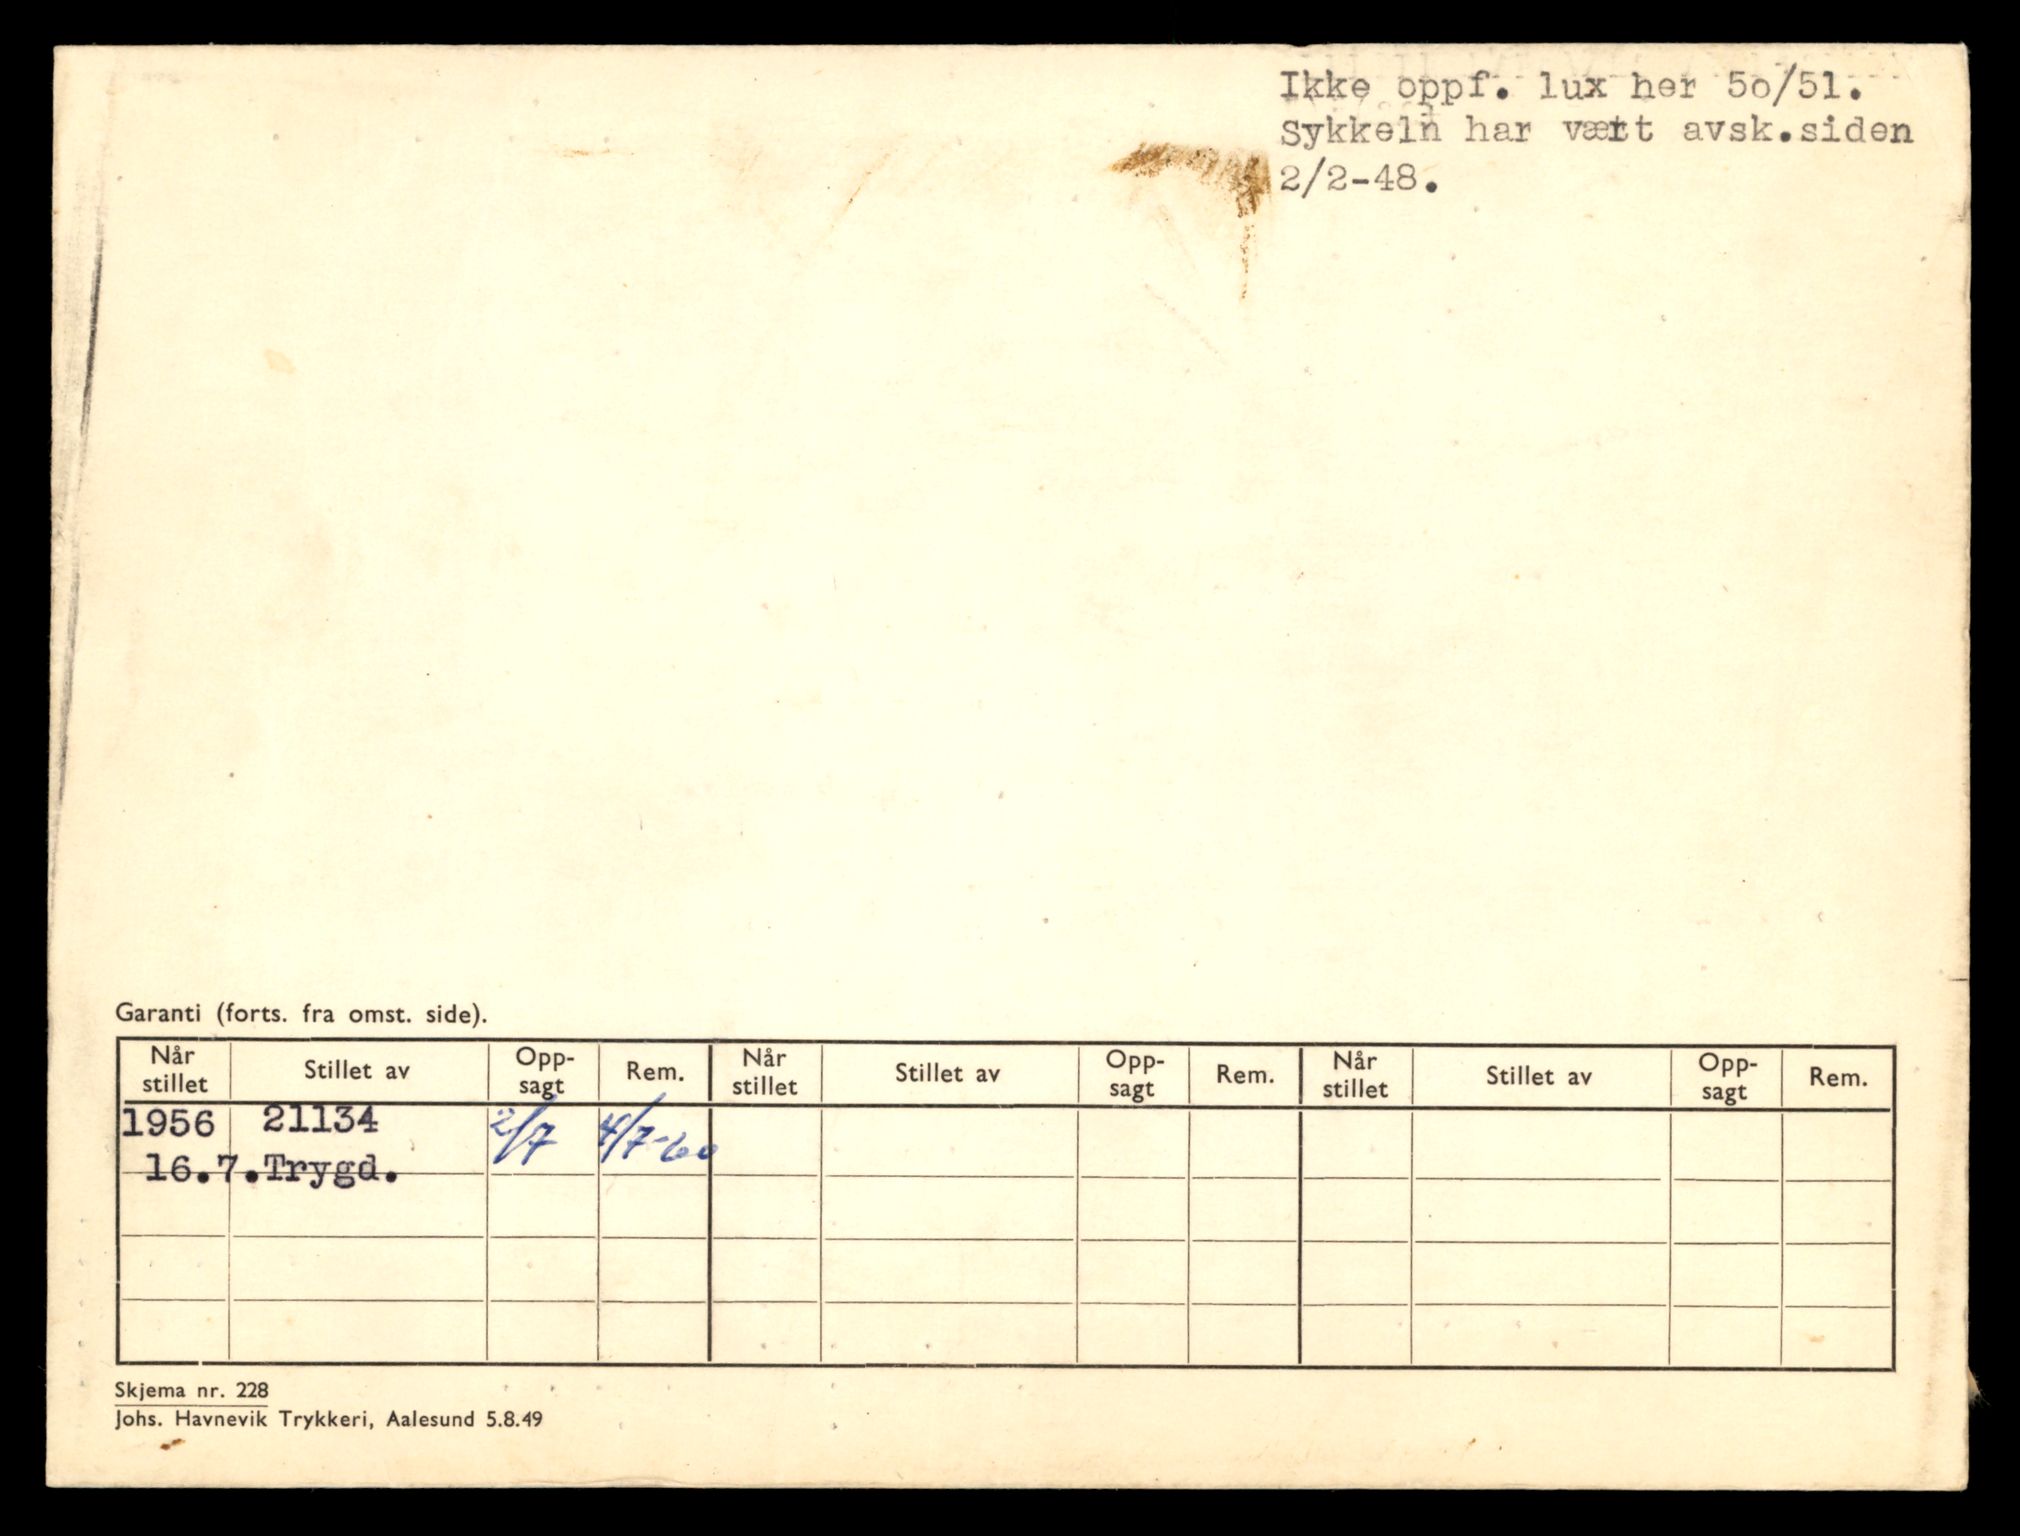 Ikke oppf. lux her 5o/51.
Sykkeln har vært avsk.siden
2/2-48.
Garanti (forts. fra omst. side).
Når stillet Stillet av Opp-sagt Rem. Når stillet Stillet av Opp-sagt Rem. Når stillet Stillet av Opp-sagt Rem.
1956 21134 2/7 4/7-60
16.7.Trygd.
Skjema nr. 228
Johs. Havnevik Trykkeri, Aalesund 5.8.49